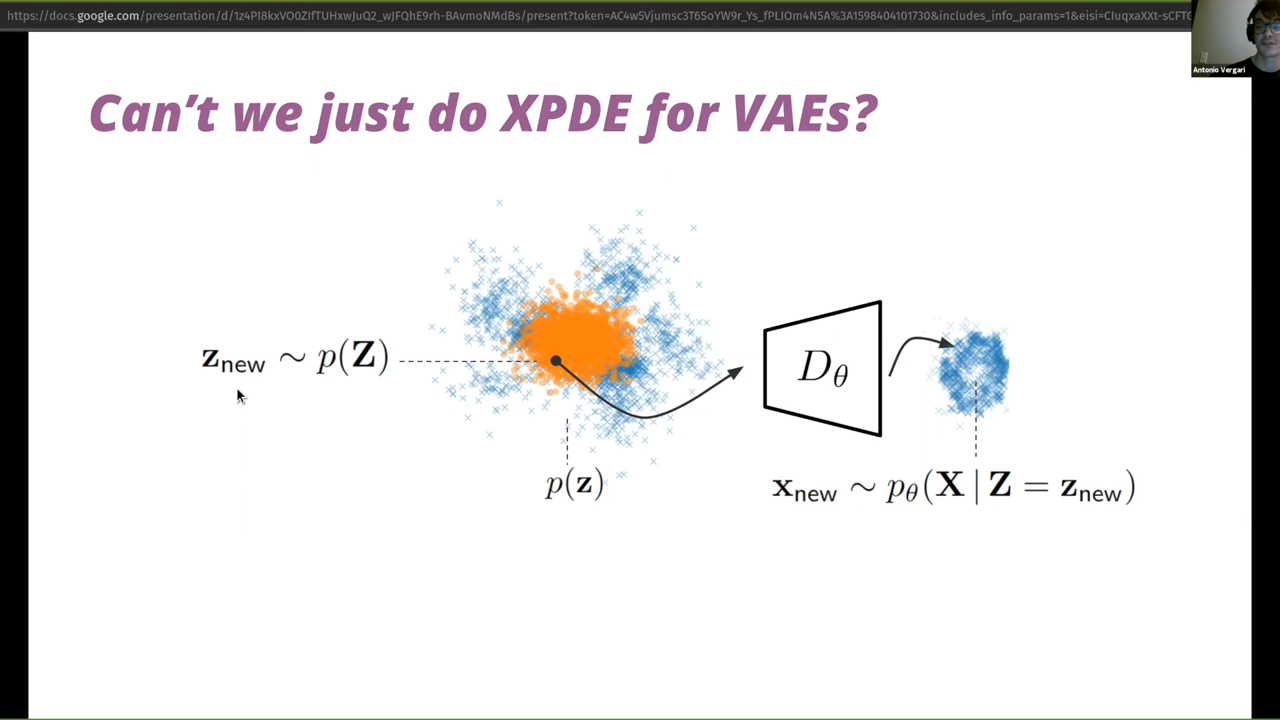 https://docs.google.com/presentation/d/1z4PI8kxVO0ZIfTUHxwJuQ2_wJFQhE9rh-BAvmoNMdBs/present?token=AC4w5Vjumsc3T6SoYW9r_Ys_fPLIOm4N5A%3A1598404101730&includes_info_params=1&eisi=CIuqxaXXt-sCFTG
Antonio Vergari
Can't we just do XPDE for VAEs?
z_new ∼ p(Z)
D_θ
p(z)
x_new ∼ p_θ(X | Z = z_new)